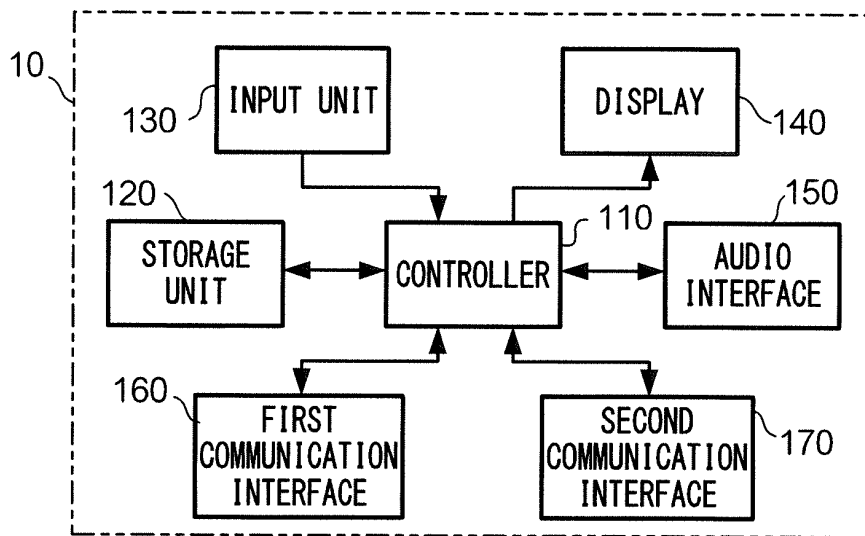 10
130
INPUT UNIT
DISPLAY
140
120
STORAGE
UNIT
110
CONTROLLER
150
AUDIO
INTERFACE
160
FIRST
COMMUNICATION
INTERFACE
SECOND
COMMUNICATION
INTERFACE
170